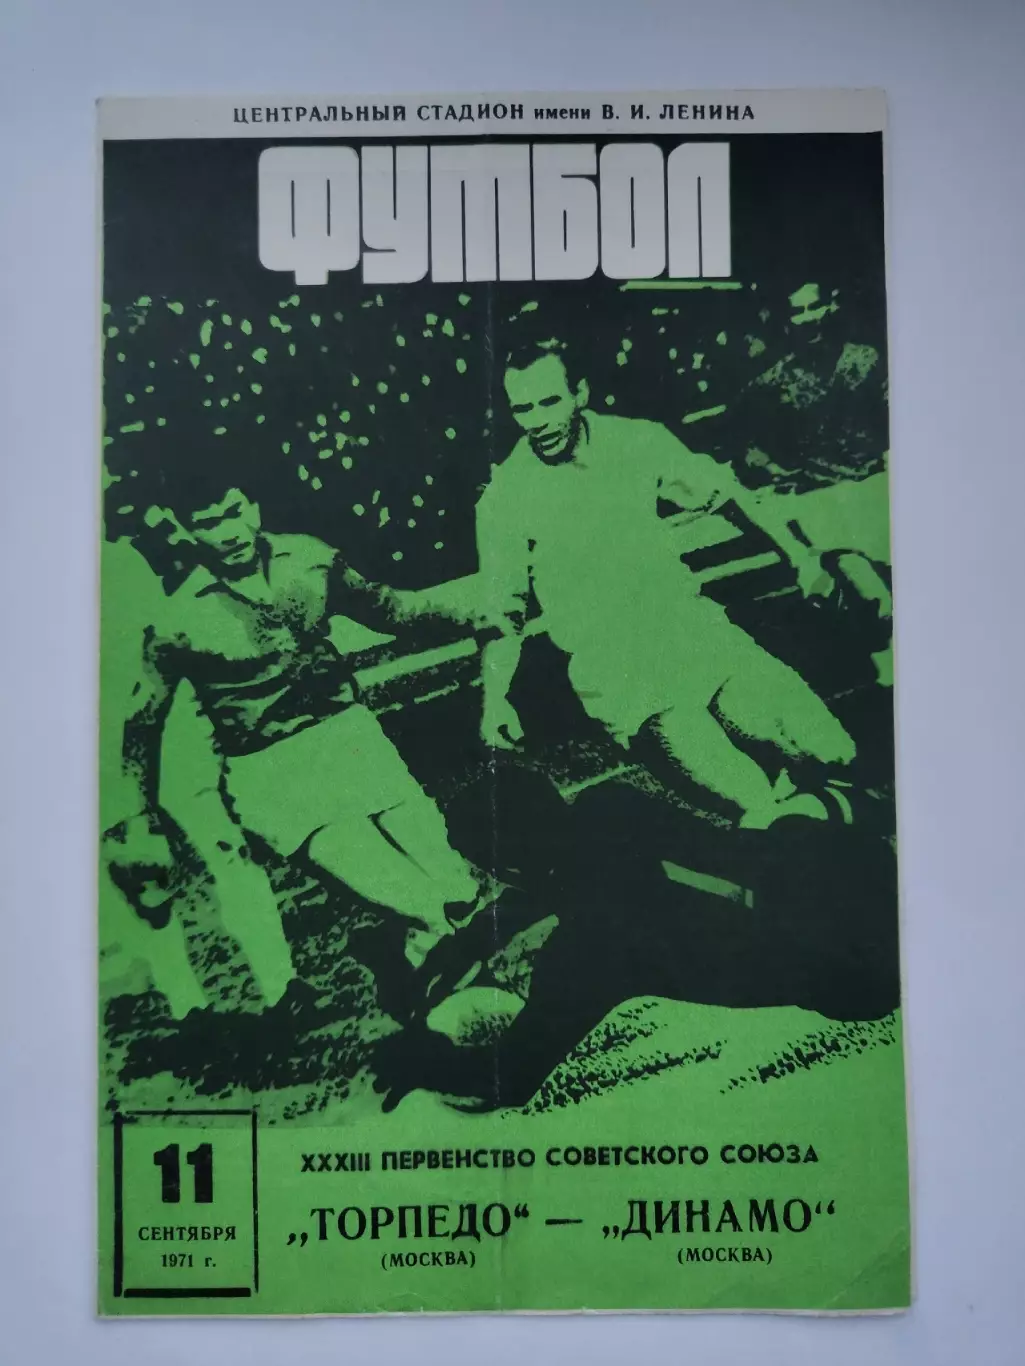 ЦЕНТРАЛЬНЫЙ СТАДИОН имени В. И. ЛЕНИНА
ФУТБОЛ
11
СЕНТЯБРЯ
1971 г.
XXXIII ПЕРВЕНСТВО СОВЕТСКОГО СОЮЗА
„ТОРПЕДО“ — „ДИНАМО“
(МОСКВА) (МОСКВА)